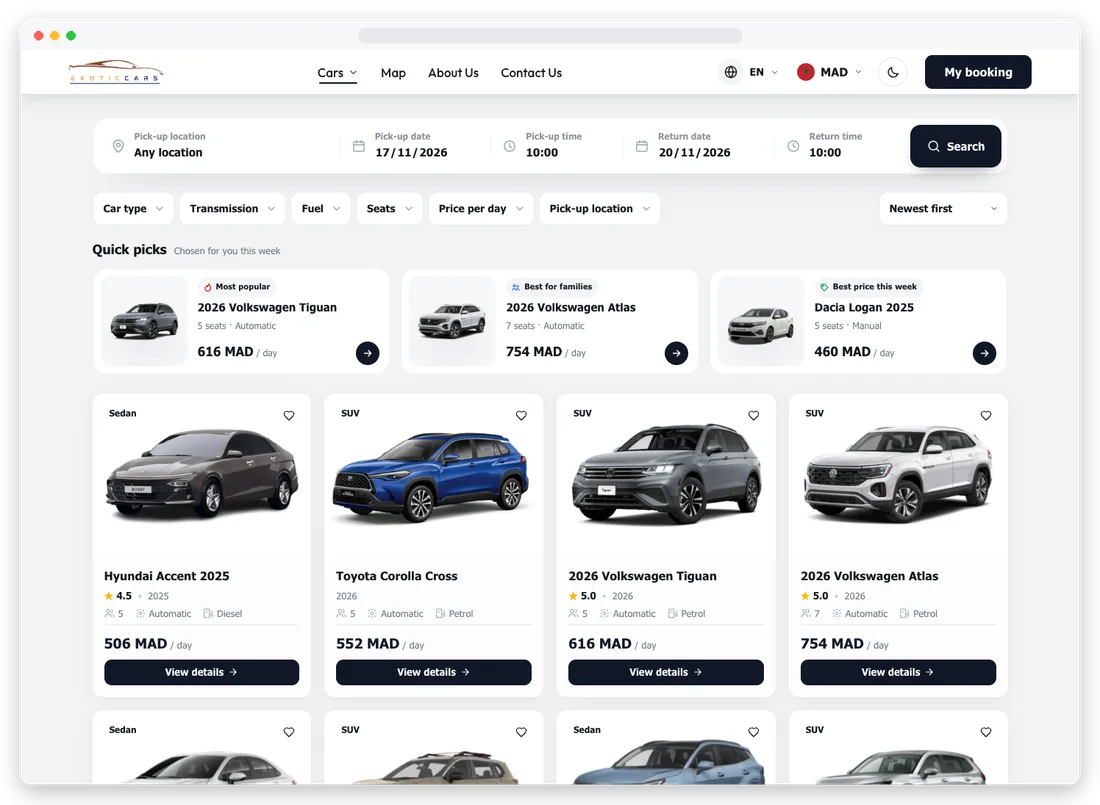 EXOTIC CARS
Cars
Map
About Us
Contact Us
EN
MAD
My booking
Pick-up location
Any location
Pick-up date
17/11/2026
Pick-up time
10:00
Return date
20/11/2026
Return time
10:00
Search
Car type
Transmission
Fuel
Seats
Price per day
Pick-up location
Newest first
Quick picks Chosen for you this week
Most popular
2026 Volkswagen Tiguan
5 seats · Automatic
616 MAD / day
Best for families
2026 Volkswagen Atlas
7 seats · Automatic
754 MAD / day
Best price this week
Dacia Logan 2025
5 seats · Manual
460 MAD / day
Sedan
ACCENT
Hyundai Accent 2025
4.5 • 2025
5 Automatic Diesel
506 MAD / day
View details →
SUV
Toyota Corolla Cross
2026
5 Automatic Petrol
552 MAD / day
View details →
SUV
Tiguan
2026 Volkswagen Tiguan
5.0 • 2026
5 Automatic Petrol
616 MAD / day
View details →
SUV
2026 Volkswagen Atlas
5.0 • 2026
7 Automatic Petrol
754 MAD / day
View details →
Sedan
SUV
Sedan
SUV